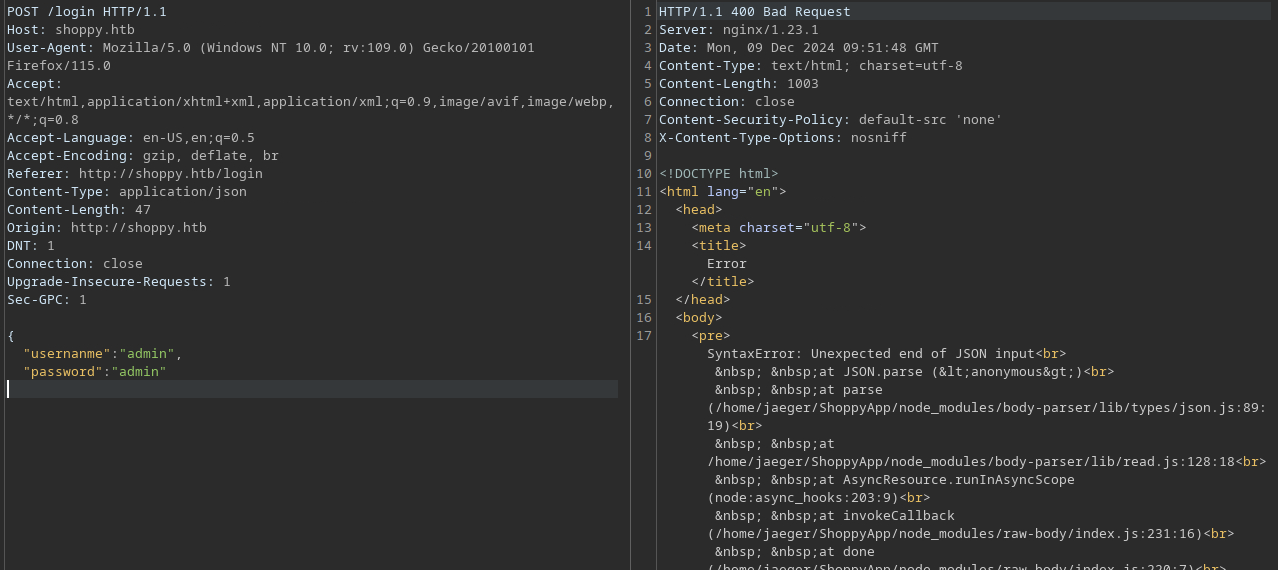 POST /login HTTP/1.1
Host: shoppy.htb
User-Agent: Mozilla/5.0 (Windows NT 10.0; rv:109.0) Gecko/20100101
Firefox/115.0
Accept:
text/html,application/xhtml+xml,application/xml;q=0.9,image/avif,image/webp,
*/*;q=0.8
Accept-Language: en-US,en;q=0.5
Accept-Encoding: gzip, deflate, br
Referer: http://shoppy.htb/login
Content-Type: application/json
Content-Length: 47
Origin: http://shoppy.htb
DNT: 1
Connection: close
Upgrade-Insecure-Requests: 1
Sec-GPC: 1

{
  "usernanme":"admin",
  "password":"admin"

1 HTTP/1.1 400 Bad Request
2 Server: nginx/1.23.1
3 Date: Mon, 09 Dec 2024 09:51:48 GMT
4 Content-Type: text/html; charset=utf-8
5 Content-Length: 1003
6 Connection: close
7 Content-Security-Policy: default-src 'none'
8 X-Content-Type-Options: nosniff
9
10 <!DOCTYPE html>
11 <html lang="en">
12   <head>
13     <meta charset="utf-8">
14     <title>
      Error
    </title>
15   </head>
16   <body>
17     <pre>
      SyntaxError: Unexpected end of JSON input<br>
       &nbsp; &nbsp;at JSON.parse (&lt;anonymous&gt;)<br>
       &nbsp; &nbsp;at parse
      (/home/jaeger/ShoppyApp/node_modules/body-parser/lib/types/json.js:89:
      19)<br>
       &nbsp; &nbsp;at
      /home/jaeger/ShoppyApp/node_modules/body-parser/lib/read.js:128:18<br>
       &nbsp; &nbsp;at AsyncResource.runInAsyncScope
      (node:async_hooks:203:9)<br>
       &nbsp; &nbsp;at invokeCallback
      (/home/jaeger/ShoppyApp/node_modules/raw-body/index.js:231:16)<br>
       &nbsp; &nbsp;at done
      (/home/jaeger/ShoppyApp/node_modules/raw-body/index.js:220:7)<br>